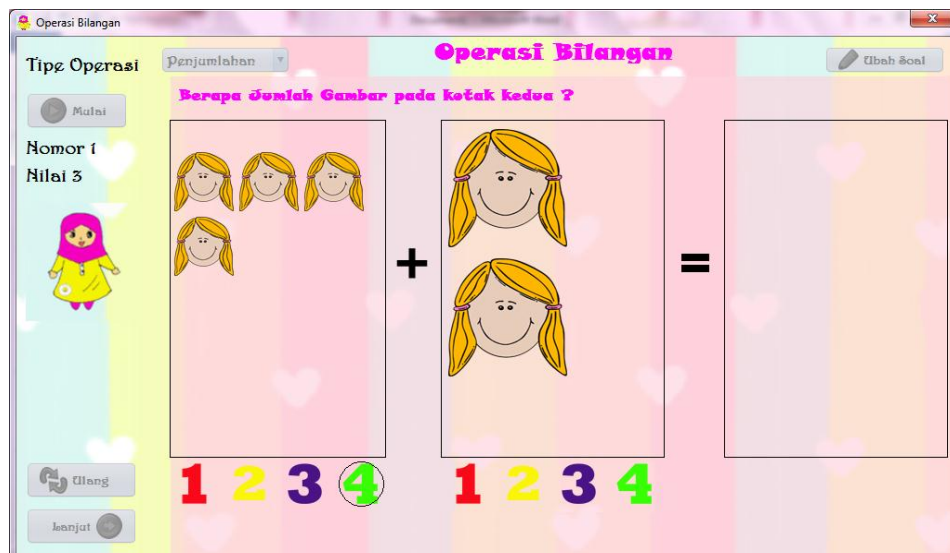 Operasi Bilangan
Tipe Operasi
Penjumlahan
Operasi Bilangan
Ubah Soal
Mulai
Berapa Jumlah Gambar pada kotak kedua ?
Nomor 1
Nilai 3
+
=
Ulang
1 2 3 4 1 2 3 4
Lanjut